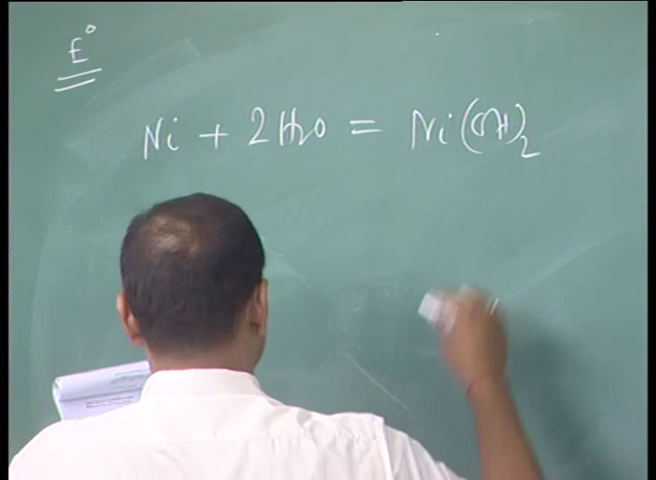 E°
Ni + 2H₂O = Ni(OH)₂